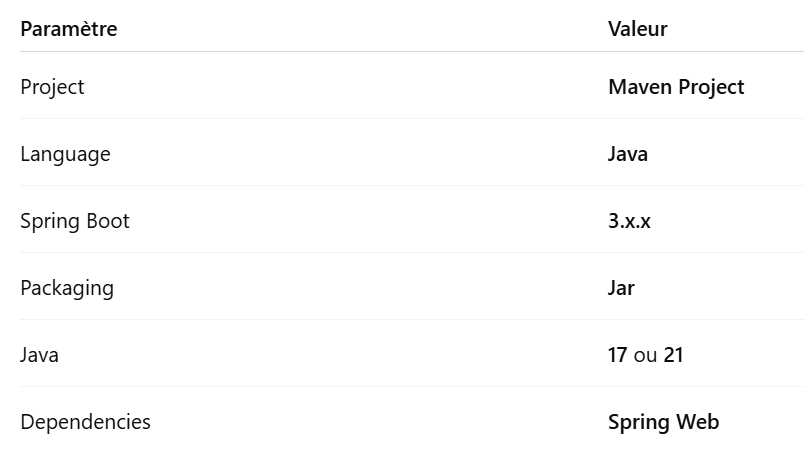 Paramètre Valeur
Project Maven Project
Language Java
Spring Boot 3.x.x
Packaging Jar
Java 17 ou 21
Dependencies Spring Web